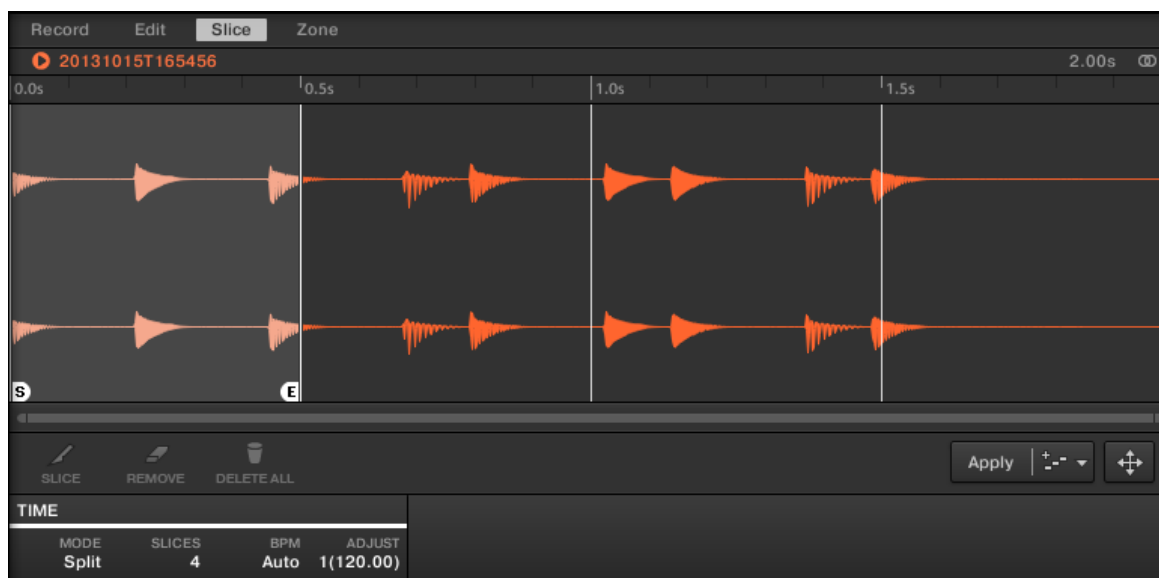 Record Edit Slice Zone
20131015T165456 2.00s
0.0s 0.5s 1.0s 1.5s
S E
SLICE REMOVE DELETE ALL Apply
TIME
MODE SLICES BPM ADJUST
Split 4 Auto 1(120.00)